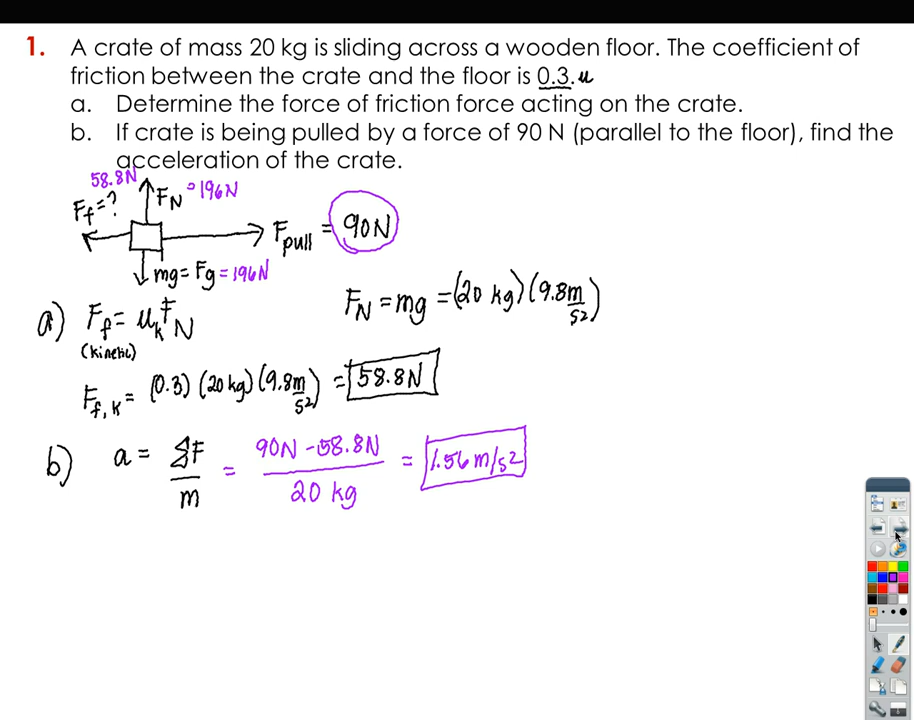 1. A crate of mass 20 kg is sliding across a wooden floor. The coefficient of
friction between the crate and the floor is 0.3. u
a. Determine the force of friction force acting on the crate.
b. If crate is being pulled by a force of 90 N (parallel to the floor), find the
acceleration of the crate.
58.8N
Ff=? FN = 196N
Fpull = 90N
mg = Fg = 196N
FN = mg = (20 kg)(9.8m/s2)
a) Ff = ukFN
(kinetic)
Ff,k = (0.3)(20kg)(9.8m/s2) = 58.8N
b) a = ΣF/m = 90N - 58.8N/20 kg = 1.56 m/s2